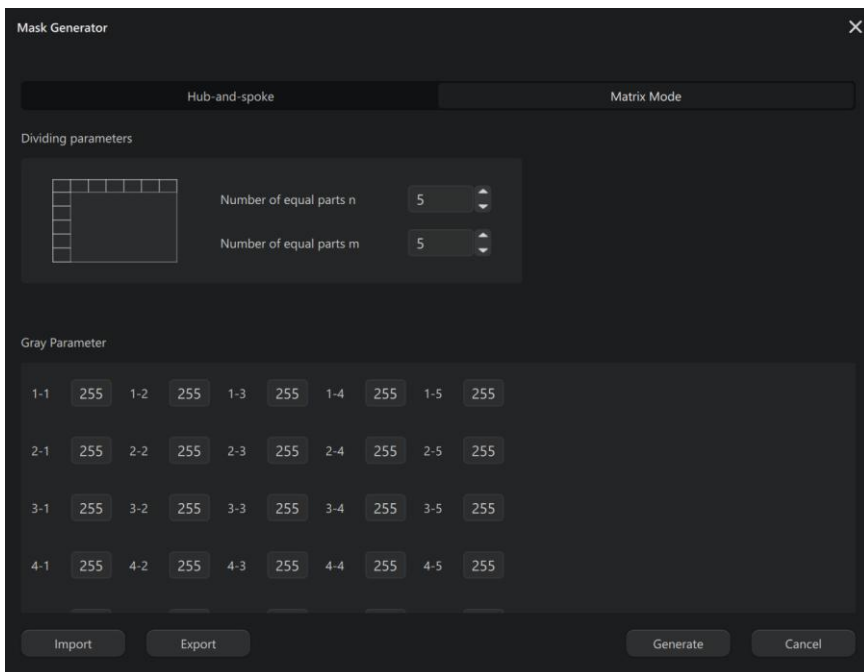 Mask Generator
Hub-and-spoke Matrix Mode
Dividing parameters
Number of equal parts n 5
Number of equal parts m 5
Gray Parameter
1-1 255 1-2 255 1-3 255 1-4 255 1-5 255
2-1 255 2-2 255 2-3 255 2-4 255 2-5 255
3-1 255 3-2 255 3-3 255 3-4 255 3-5 255
4-1 255 4-2 255 4-3 255 4-4 255 4-5 255
Import Export Generate Cancel